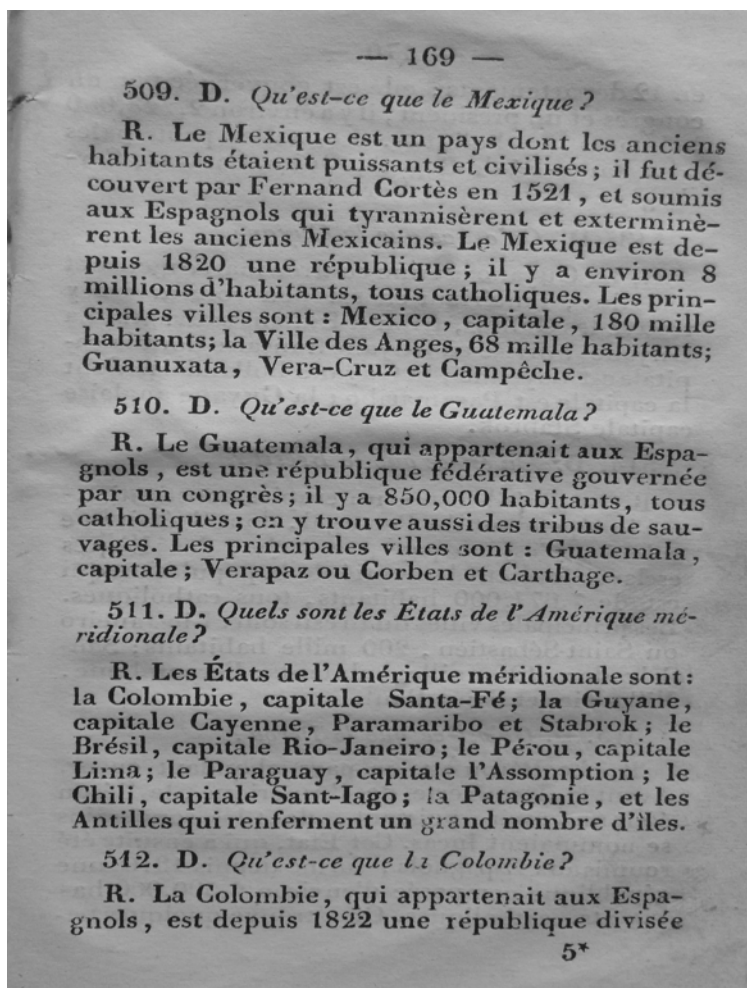 — 169 —
509. D. Qu'est-ce que le Mexique ?
R. Le Mexique est un pays dont les anciens
habitants étaient puissants et civilisés ; il fut dé-
couvert par Fernand Cortès en 1521, et soumis
aux Espagnols qui tyrannisèrent et exterminè-
rent les anciens Mexicains. Le Mexique est de-
puis 1820 une république ; il y a environ 8
millions d'habitants, tous catholiques. Les prin-
cipales villes sont : Mexico, capitale, 180 mille
habitants; la Ville des Anges, 68 mille habitants;
Guanuxata, Vera-Cruz et Campêche.
510. D. Qu'est-ce que le Guatemala ?
R. Le Guatemala, qui appartenait aux Espa-
gnols, est une république fédérative gouvernée
par un congrès; il y a 850,000 habitants, tous
catholiques; on y trouve aussi des tribus de sau-
vages. Les principales villes sont : Guatemala,
capitale; Verapaz ou Corben et Carthage.
511. D. Quels sont les États de l'Amérique mé-
ridionale ?
R. Les États de l'Amérique méridionale sont :
la Colombie, capitale Santa-Fé; la Guyane,
capitale Cayenne, Paramaribo et Stabrok; le
Brésil, capitale Rio-Janeiro; le Pérou, capitale
Lima; le Paraguay, capitale l'Assomption; le
Chili, capitale Sant-Iago; la Patagonie, et les
Antilles qui renferment un grand nombre d'îles.
512. D. Qu'est-ce que la Colombie ?
R. La Colombie, qui appartenait aux Espa-
gnols, est depuis 1822 une république divisée
5*